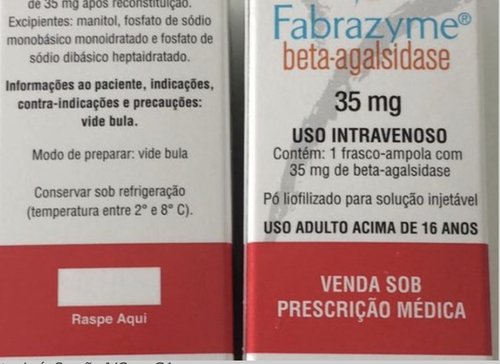 de 35 mg após reconstituição.
Excipientes: manitol, fosfato de sódio
monobásico monoidratado e fosfato de
sódio dibásico heptaidratado.
Informações ao paciente, indicações,
contra-indicações e precauções:
vide bula.
Modo de preparar: vide bula
Conservar sob refrigeração
(temperatura entre 2° e 8° C).
Raspe Aqui
Fabrazyme®
beta-agalsidase
35 mg
USO INTRAVENOSO
Contém: 1 frasco-ampola com
35 mg de beta-agalsidase
Pó liofilizado para solução injetável
USO ADULTO ACIMA DE 16 ANOS
VENDA SOB
PRESCRIÇÃO MÉDICA